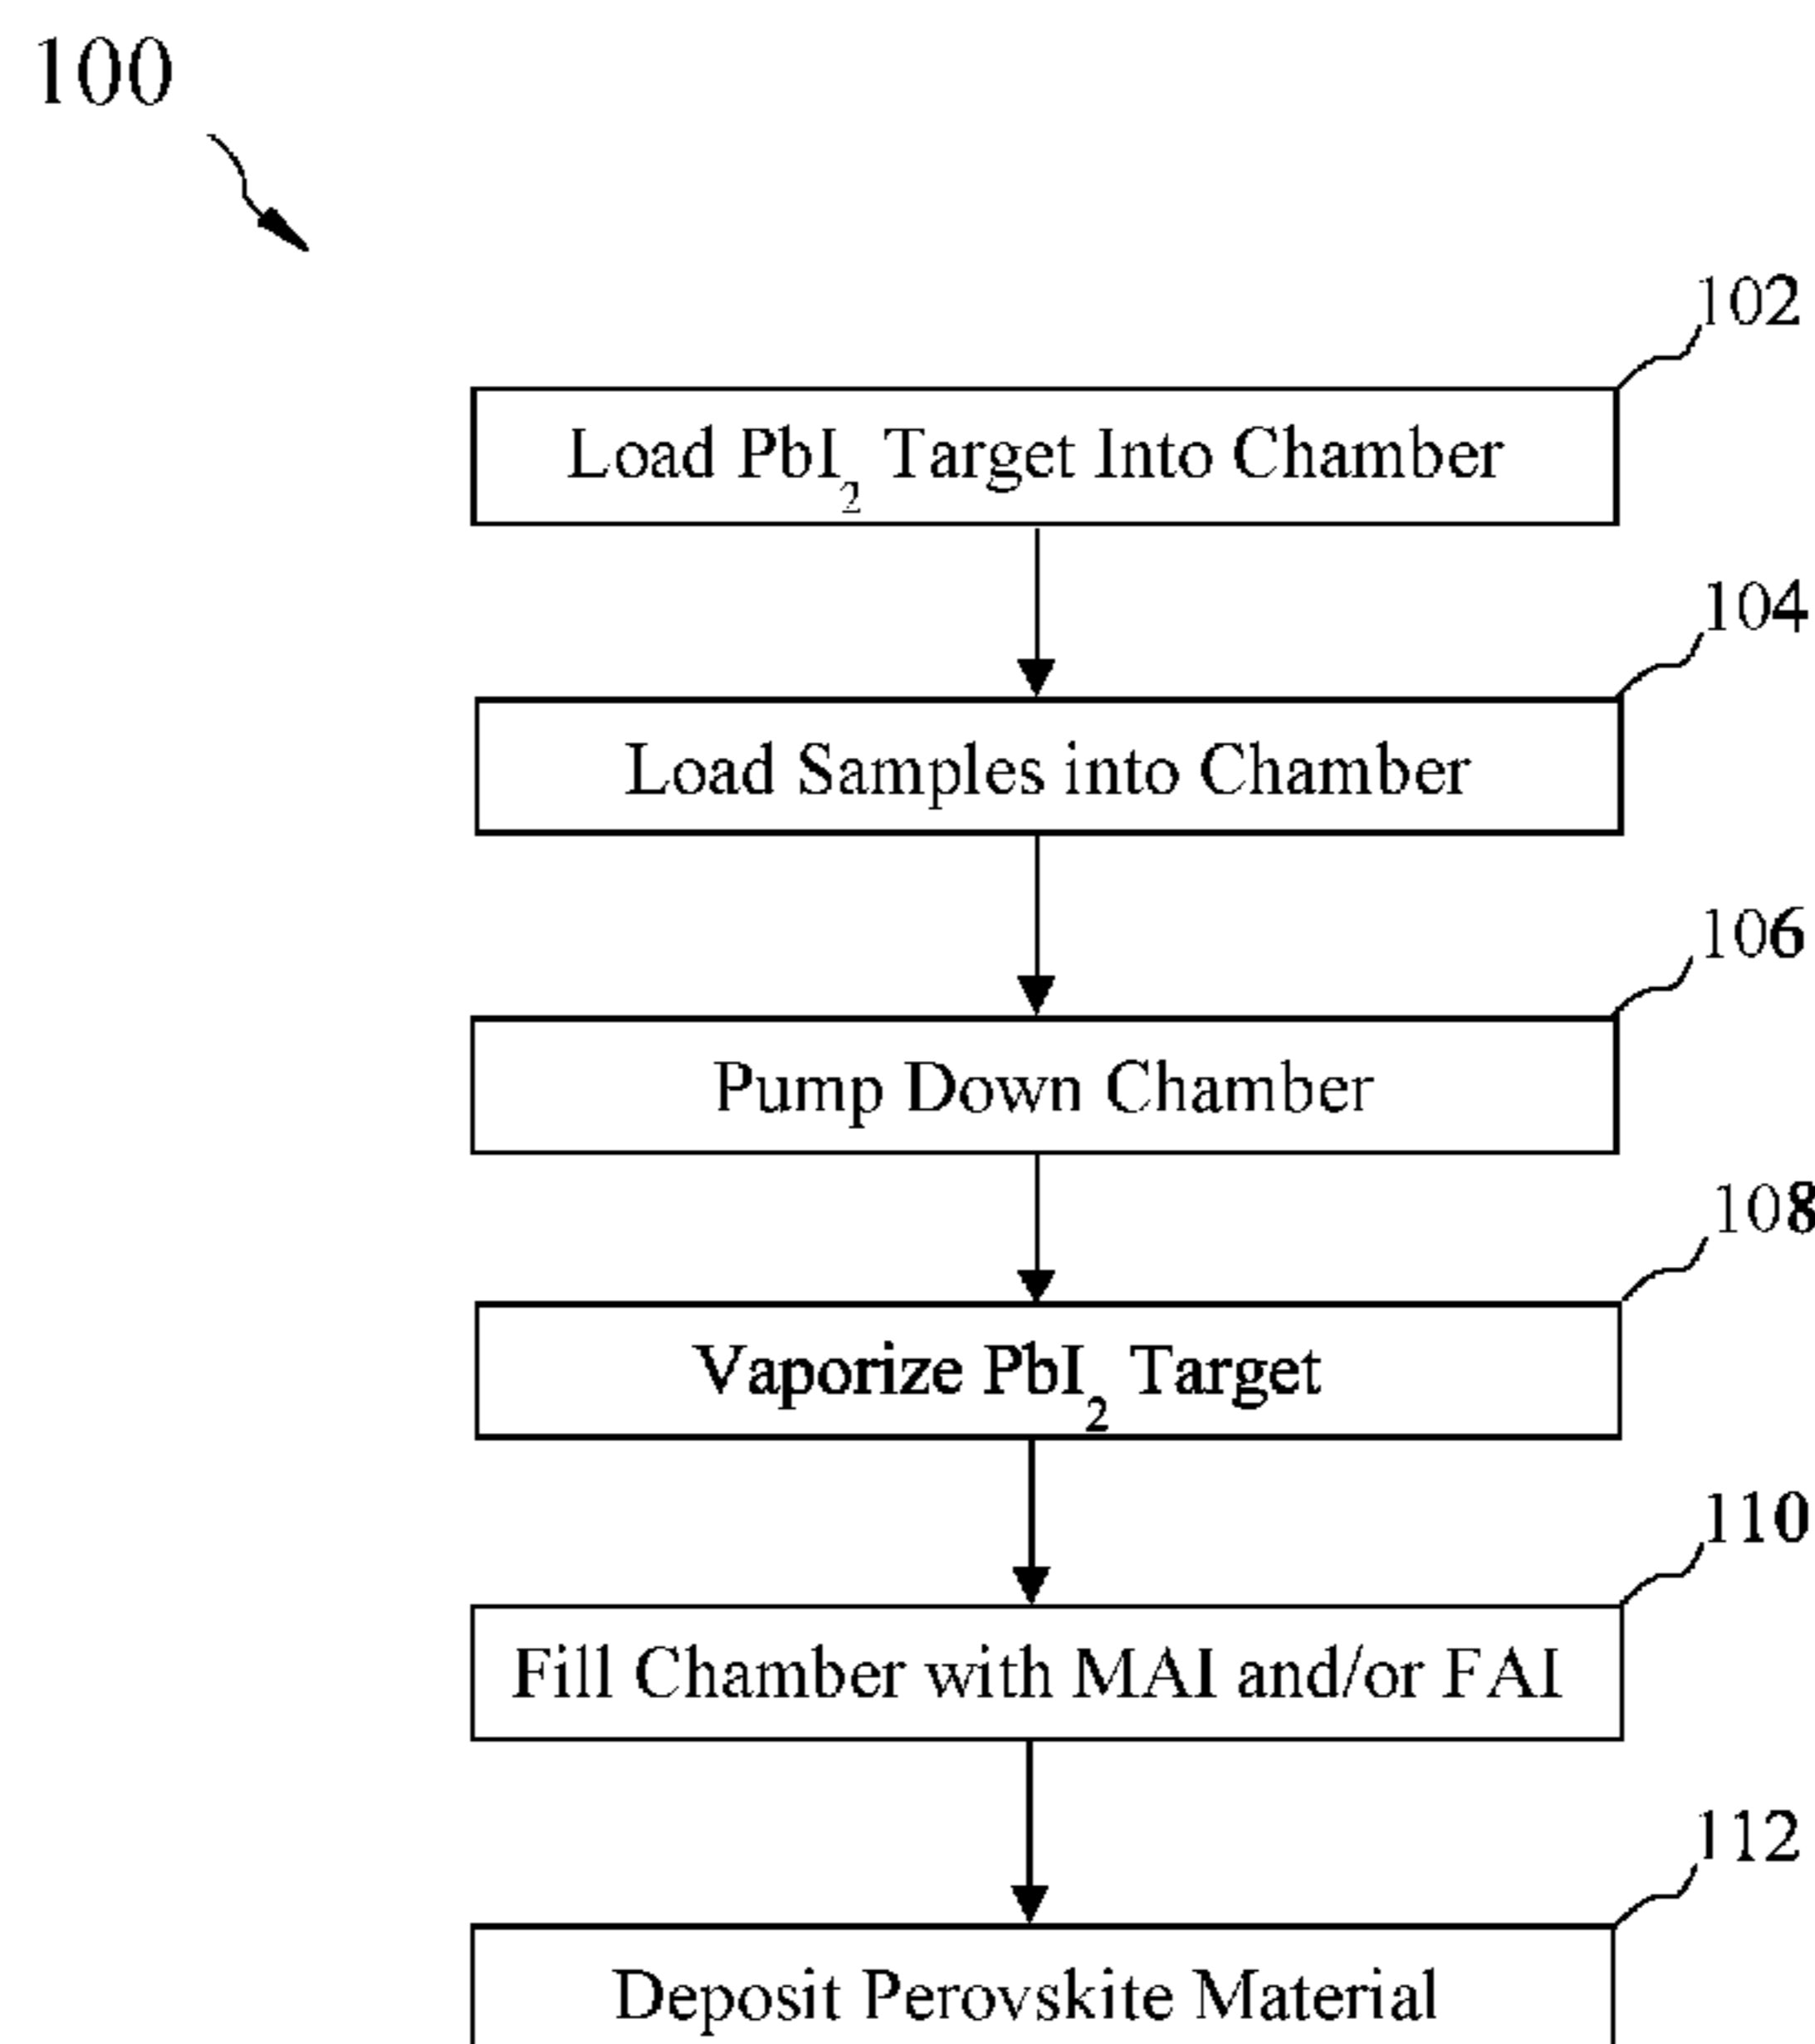 100
102
Load PbI₂ Target Into Chamber
104
Load Samples into Chamber
106
Pump Down Chamber
108
Vaporize PbI₂ Target
110
Fill Chamber with MAI and/or FAI
112
Deposit Perovskite Material